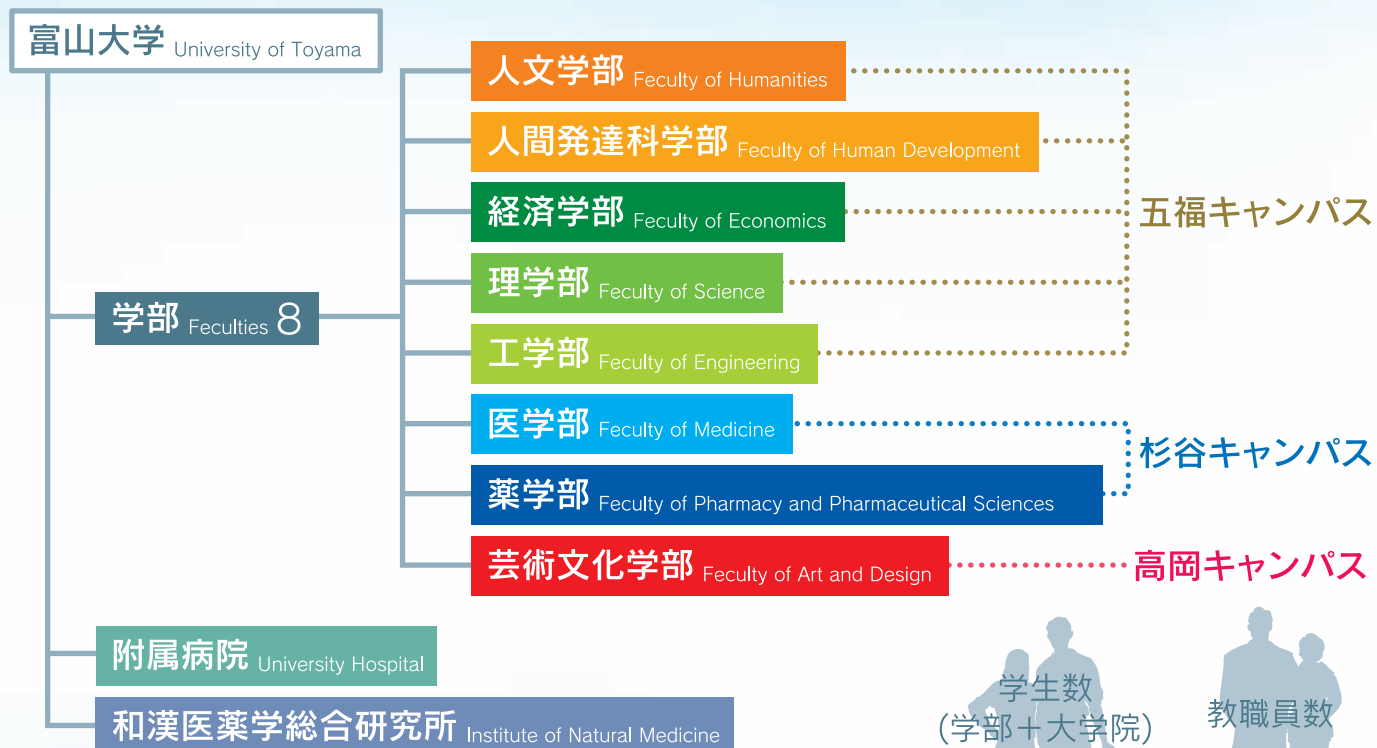 富山大学 University of Toyama
人文学部 Feculty of Humanities
人間発達科学部 Feculty of Human Development
経済学部 Feculty of Economics
五福キャンパス
理学部 Feculty of Science
学部 Feculties 8
工学部 Feculty of Engineering
医学部 Feculty of Medicine
杉谷キャンパス
薬学部 Feculty of Pharmacy and Pharmaceutical Sciences
芸術文化学部 Feculty of Art and Design
高岡キャンパス
附属病院 University Hospital
和漢医薬学総合研究所 Institute of Natural Medicine
学生数
(学部＋大学院)
教職員数